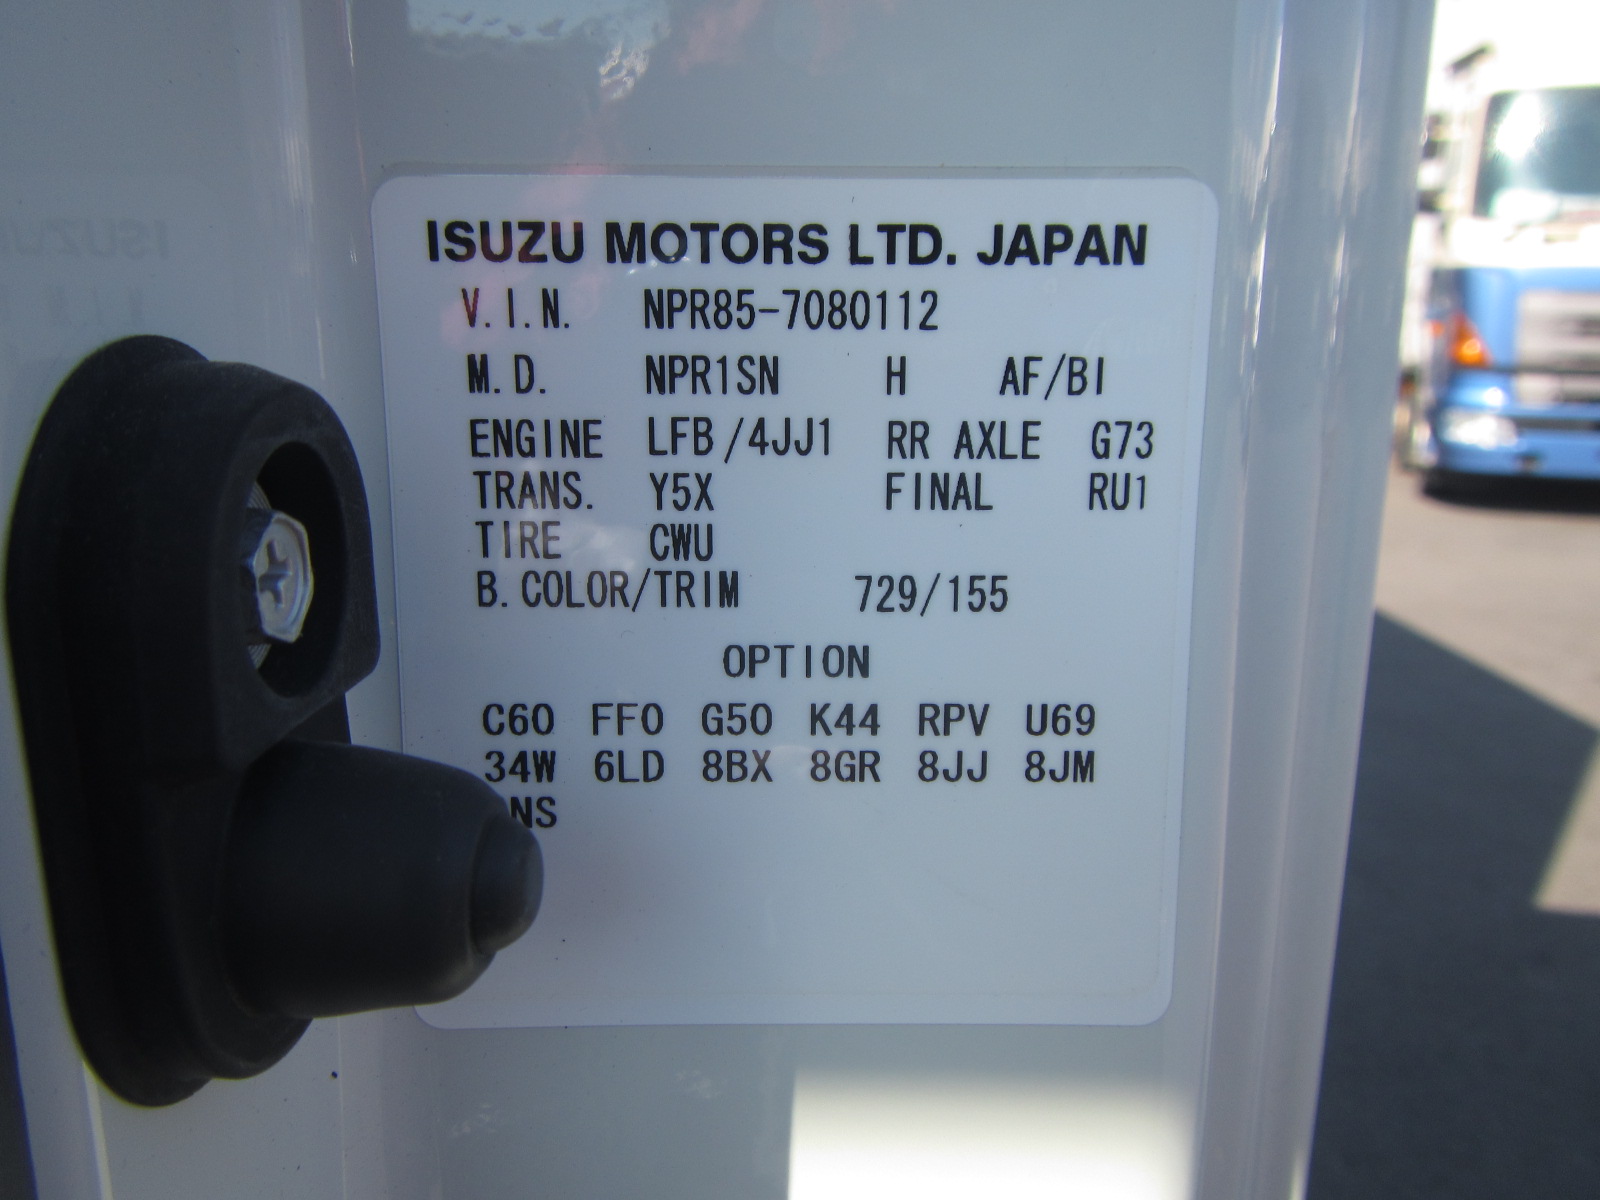 ISUZU MOTORS LTD. JAPAN
V.I.N. NPR85-7080112
M.D. NPR1SN H AF/BI
ENGINE LFB/4JJ1 RR AXLE G73
TRANS. Y5X FINAL RU1
TIRE CWU
B.COLOR/TRIM 729/155
OPTION
C60 FF0 G50 K44 RPV U69
34W 6LD 8BX 8GR 8JJ 8JM